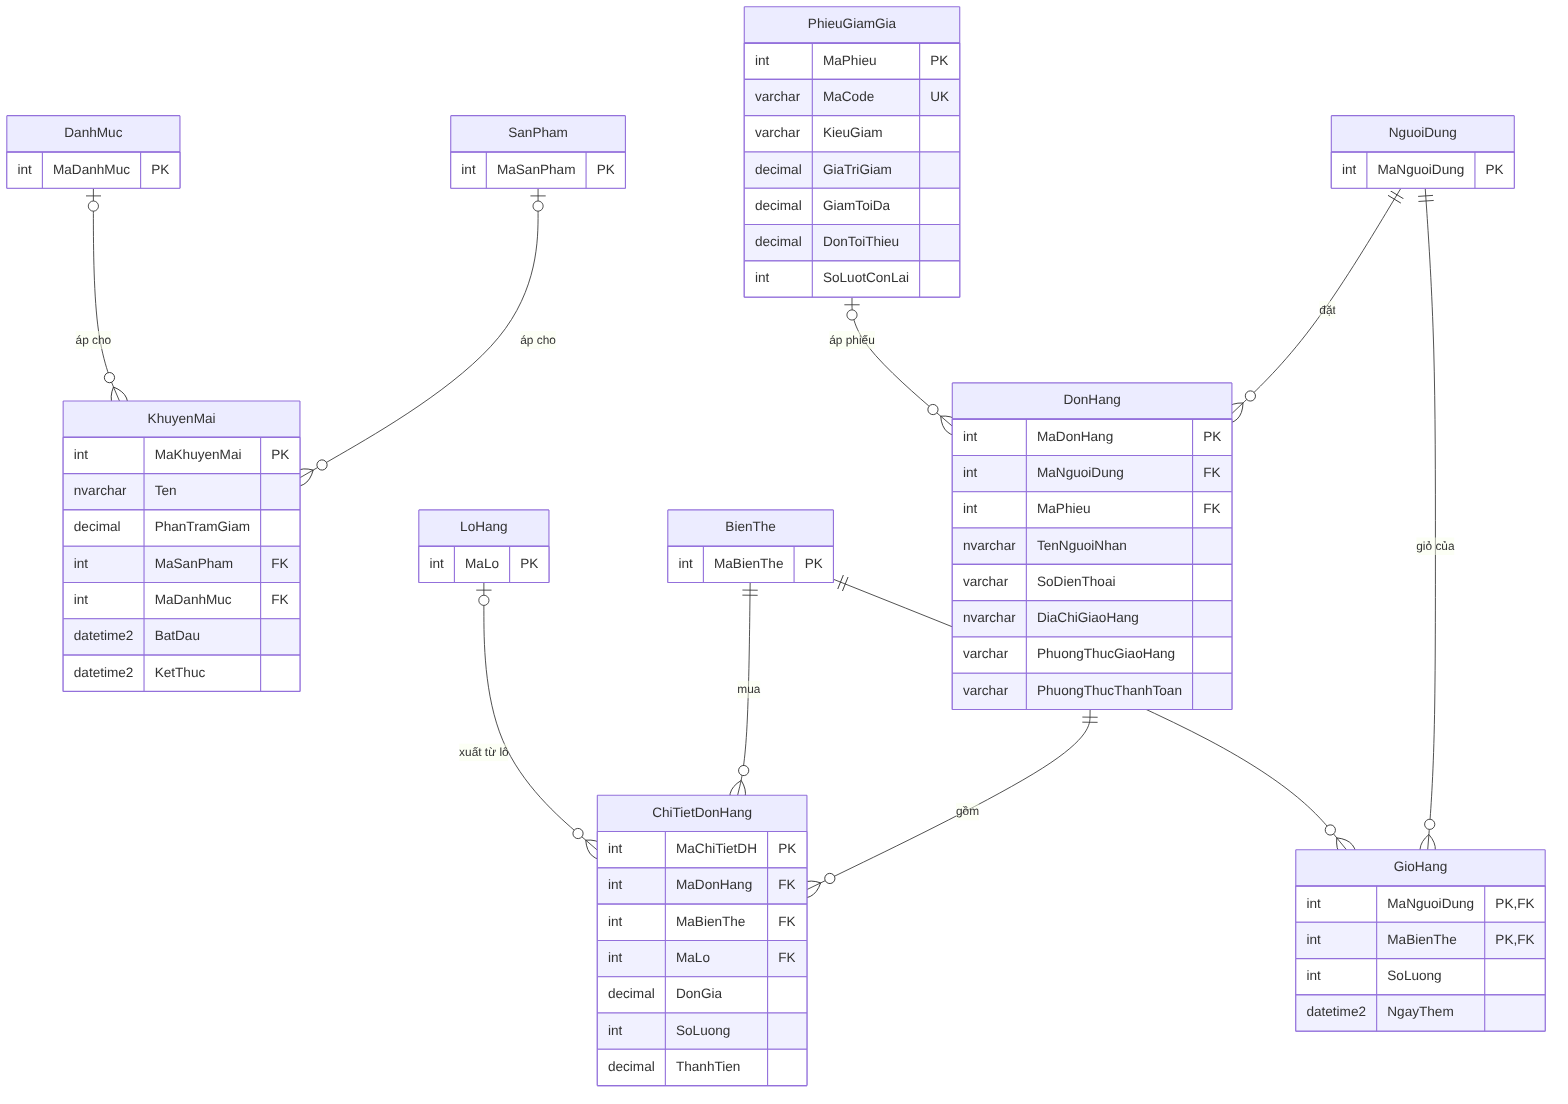 PhieuGiamGia
int MaPhieu PK
varchar MaCode UK
varchar KieuGiam
decimal GiaTriGiam
decimal GiamToiDa
decimal DonToiThieu
int SoLuotConLai
DanhMuc
int MaDanhMuc PK
SanPham
int MaSanPham PK
NguoiDung
int MaNguoiDung PK
áp cho
áp cho
áp phiếu
đặt
giỏ của
KhuyenMai
int MaKhuyenMai PK
nvarchar Ten
decimal PhanTramGiam
int MaSanPham FK
int MaDanhMuc FK
datetime2 BatDau
datetime2 KetThuc
DonHang
int MaDonHang PK
int MaNguoiDung FK
int MaPhieu FK
nvarchar TenNguoiNhan
varchar SoDienThoai
nvarchar DiaChiGiaoHang
varchar PhuongThucGiaoHang
varchar PhuongThucThanhToan
LoHang
int MaLo PK
BienThe
int MaBienThe PK
mua
xuất từ lô
gồm
ChiTietDonHang
int MaChiTietDH PK
int MaDonHang FK
int MaBienThe FK
int MaLo FK
decimal DonGia
int SoLuong
decimal ThanhTien
GioHang
int MaNguoiDung PK,FK
int MaBienThe PK,FK
int SoLuong
datetime2 NgayThem